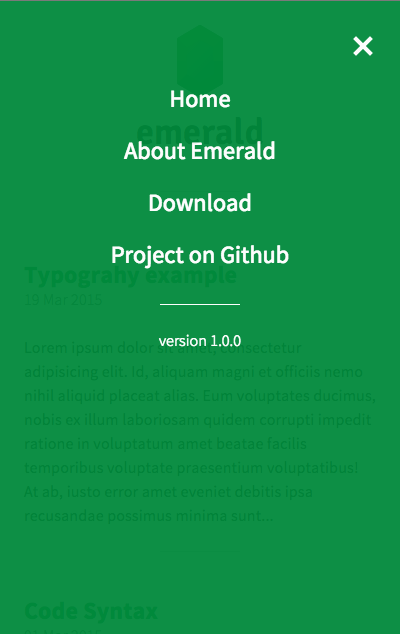 ×
Home
emerald
About Emerald
Download
Project on Github
Typograhy example
19 Mar 2015
version 1.0.0
Lorem ipsum dolor sit amet, consectetur
adipisicing elit. Id, aliquam magni et officiis nemo
nihil aliquid placeat alias. Eum voluptates ducimus,
nobis ex illum laboriosam quidem corrupti impedit
ratione in voluptatum amet beatae facilis
temporibus voluptate praesentium voluptatibus!
At ab, iusto error amet eveniet debitis ipsa
recusandae possimus minima sunt...
Code Syntax